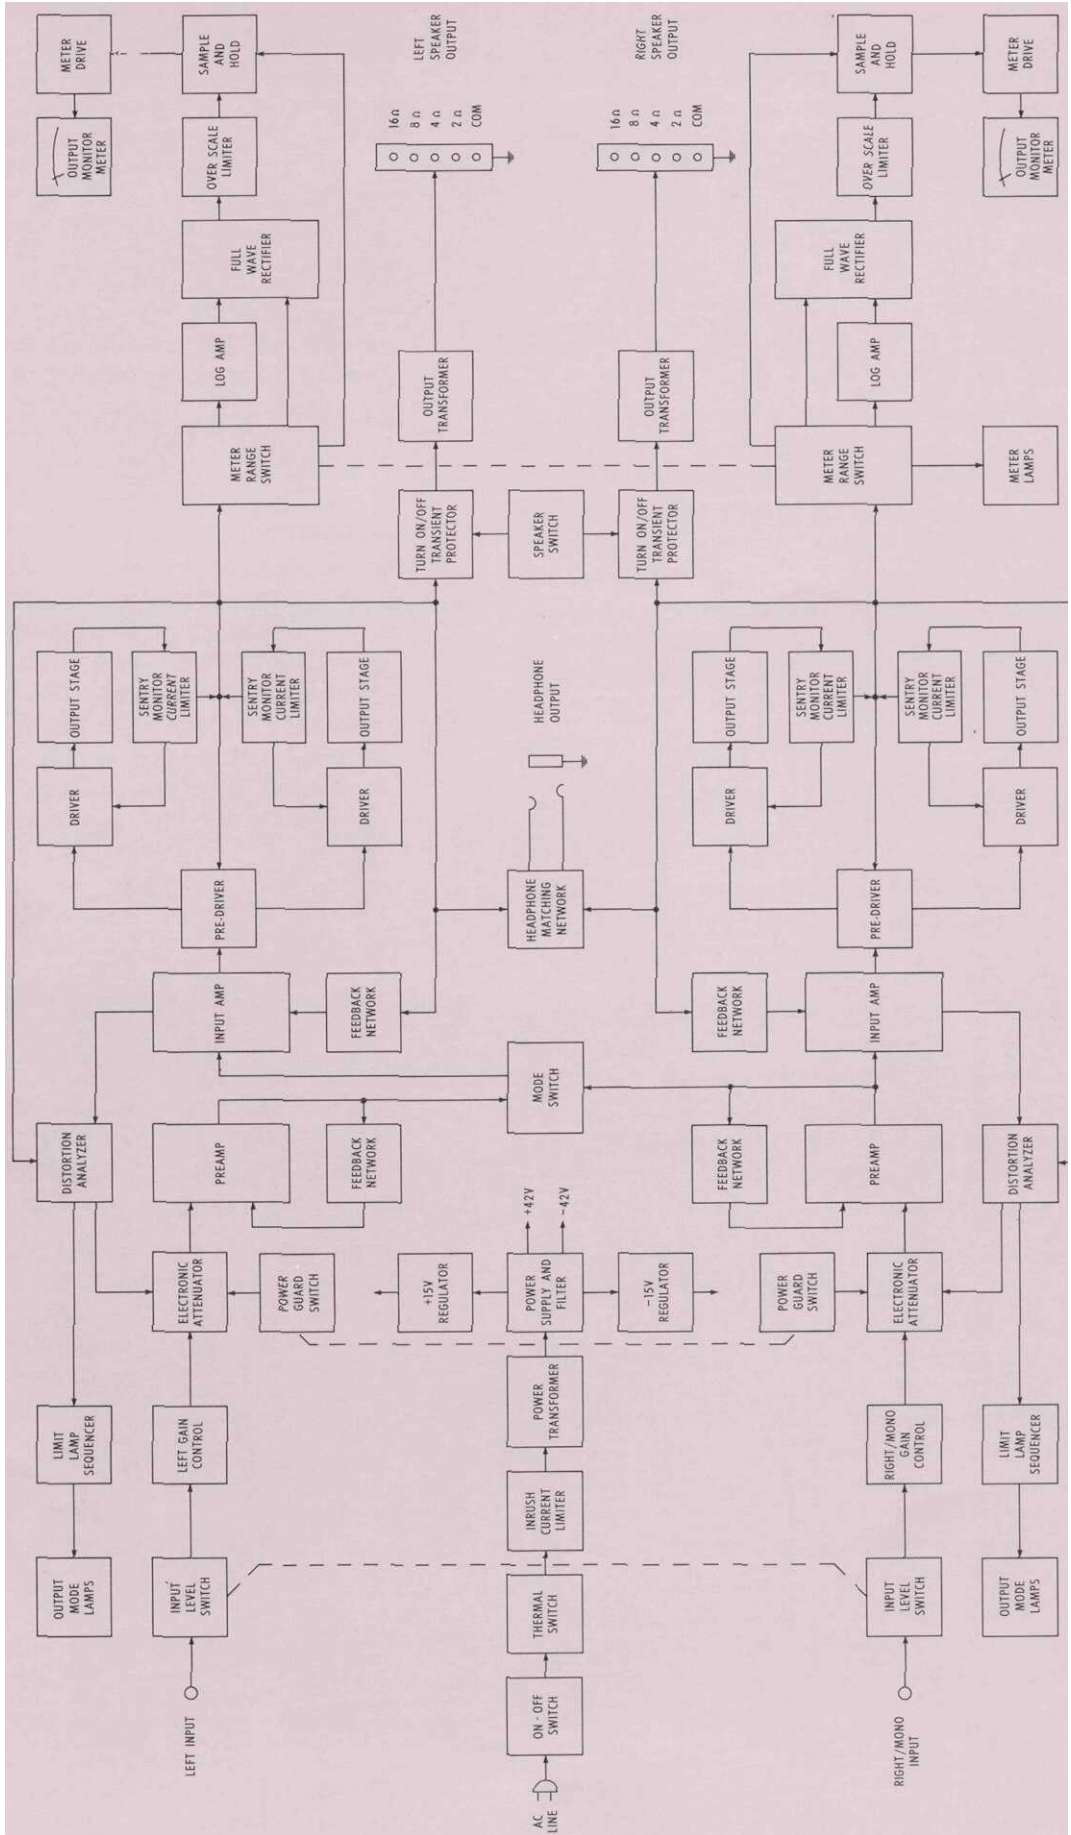 OUTPUT
MODE
LAMPS
LIMIT
LAMP
SEQUENCER
DISTORTION
ANALYZER
DRIVER
OUTPUT STAGE
OUTPUT
MONITOR
METER
METER
DRIVE
LEFT INPUT
INPUT
LEVEL
SWITCH
LEFT GAIN
CONTROL
ELECTRONIC
ATTENUATOR
PREAMP
INPUT AMP
PRE-DRIVER
SENTRY
MONITOR
CURRENT
LIMITER
SENTRY
MONITOR
CURRENT
LIMITER
METER
RANGE
SWITCH
LOG AMP
FULL
WAVE
RECTIFIER
OVER SCALE
LIMITER
SAMPLE
AND
HOLD
POWER
GUARD
SWITCH
FEEDBACK
NETWORK
FEEDBACK
NETWORK
DRIVER
OUTPUT STAGE
+15V
REGULATOR
TURN ON/OFF
TRANSIENT
PROTECTOR
OUTPUT
TRANSFORMER
16Ω
8Ω
4Ω
2Ω
COM
LEFT
SPEAKER
OUTPUT
AC
LINE
ON-OFF
SWITCH
THERMAL
SWITCH
INRUSH
CURRENT
LIMITER
POWER
TRANSFORMER
POWER
SUPPLY AND
FILTER
+42V
-42V
MODE
SWITCH
HEADPHONE
MATCHING
NETWORK
HEADPHONE
OUTPUT
SPEAKER
SWITCH
-15V
REGULATOR
TURN ON/OFF
TRANSIENT
PROTECTOR
OUTPUT
TRANSFORMER
16Ω
8Ω
4Ω
2Ω
COM
RIGHT
SPEAKER
OUTPUT
POWER
GUARD
SWITCH
FEEDBACK
NETWORK
FEEDBACK
NETWORK
DRIVER
OUTPUT STAGE
RIGHT/MONO
INPUT
INPUT
LEVEL
SWITCH
RIGHT/MONO
GAIN
CONTROL
ELECTRONIC
ATTENUATOR
PREAMP
INPUT AMP
PRE-DRIVER
SENTRY
MONITOR
CURRENT
LIMITER
SENTRY
MONITOR
CURRENT
LIMITER
METER
RANGE
SWITCH
LOG AMP
FULL
WAVE
RECTIFIER
OVER SCALE
LIMITER
SAMPLE
AND
HOLD
OUTPUT
MODE
LAMPS
LIMIT
LAMP
SEQUENCER
DISTORTION
ANALYZER
DRIVER
OUTPUT STAGE
METER
LAMPS
OUTPUT
MONITOR
METER
METER
DRIVE